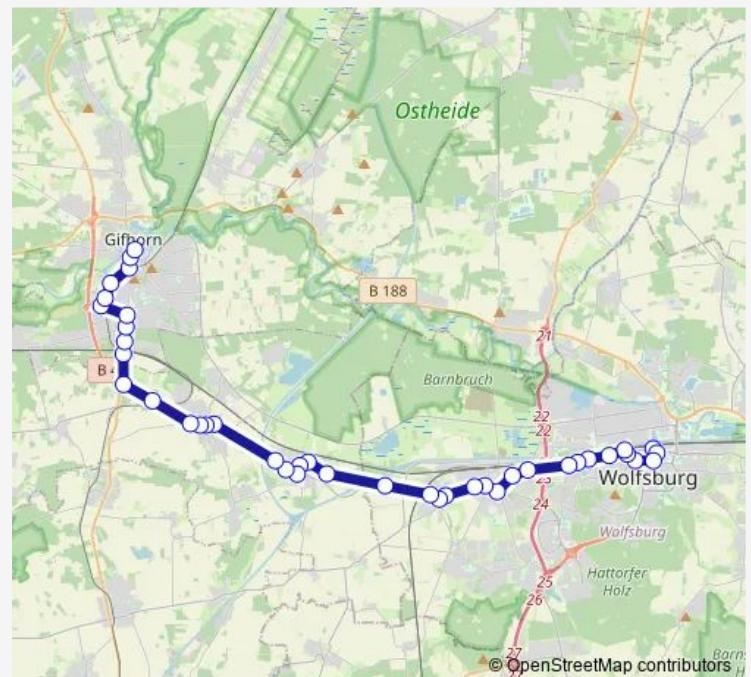 Ostheide
Gifhorn
B 188
21
B 4
Barnbruch
22
22
23
Wolfsburg
24
Wolfsburg
25
Hattorfer
Holz
26
27
© OpenStreetMap contributors